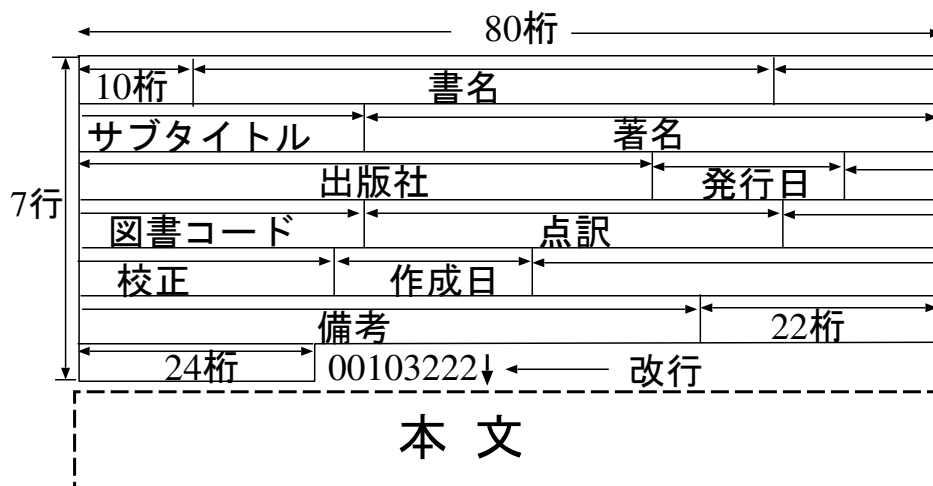 80桁
10桁 書名
サブタイトル 著名
出版社 発行日
7行
図書コード 点訳
校正 作成日
備考 22桁
24桁 00103222↓ 改行
本 文